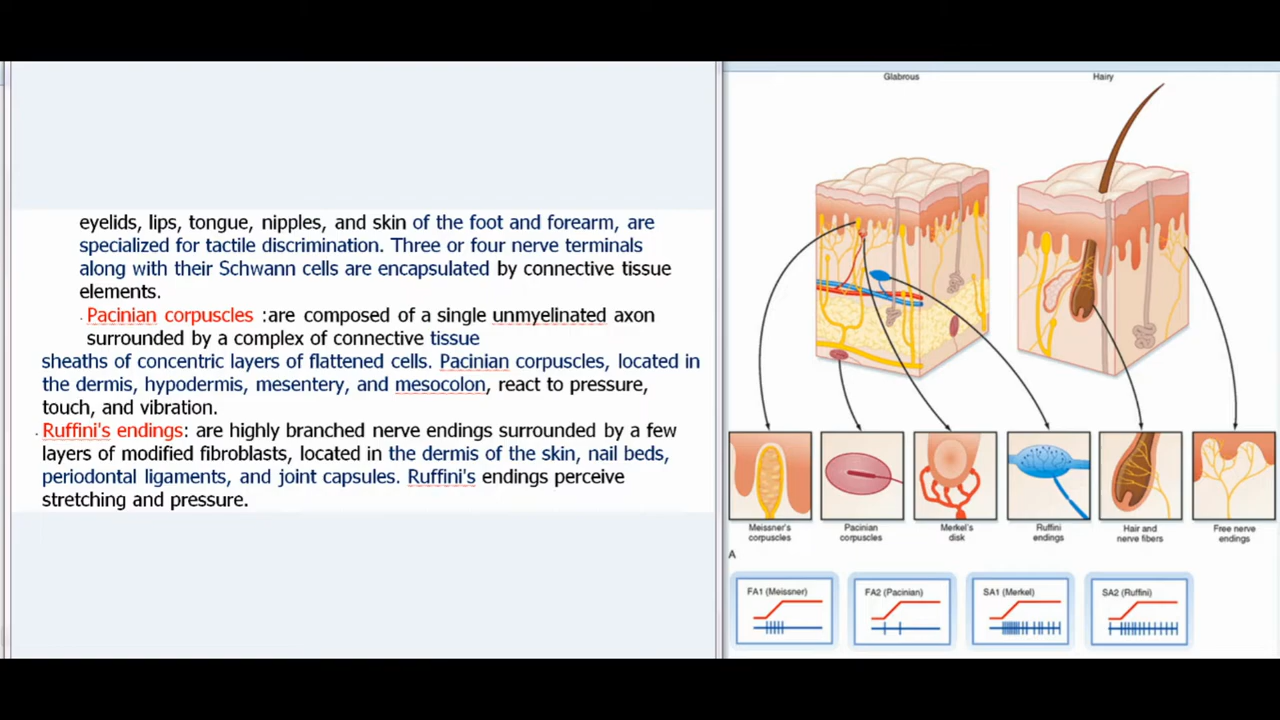 eyelids, lips, tongue, nipples, and skin of the foot and forearm, are
specialized for tactile discrimination. Three or four nerve terminals
along with their Schwann cells are encapsulated by connective tissue
elements.
Pacinian corpuscles :are composed of a single unmyelinated axon
surrounded by a complex of connective tissue
sheaths of concentric layers of flattened cells. Pacinian corpuscles, located in
the dermis, hypodermis, mesentery, and mesocolon, react to pressure,
touch, and vibration.
Ruffini's endings: are highly branched nerve endings surrounded by a few
layers of modified fibroblasts, located in the dermis of the skin, nail beds,
periodontal ligaments, and joint capsules. Ruffini's endings perceive
stretching and pressure.
Glabrous
Hairy
Meissner's
corpuscles
Pacinian
corpuscles
Merkel's
disk
Ruffini
endings
Hair and
nerve fibers
Free nerve
endings
A
FA1 (Meissner)
FA2 (Pacinian)
SA1 (Merkel)
SA2 (Ruffini)